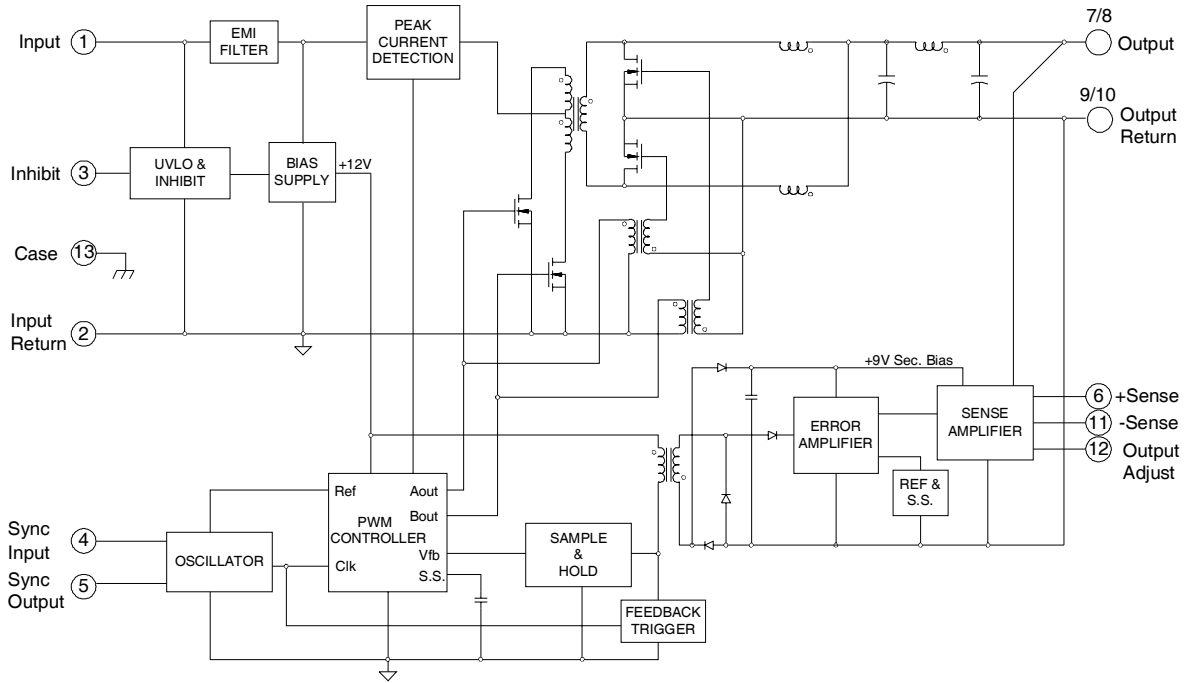 7/8
Input 1
EMI
FILTER
PEAK
CURRENT
DETECTION
Output
9/10
Output
Return
Inhibit 3
UVLO &
INHIBIT
BIAS
SUPPLY
+12V
Case 13
Input
Return 2
+9V Sec. Bias
ERROR
AMPLIFIER
SENSE
AMPLIFIER
6 +Sense
11 -Sense
12 Output
Adjust
REF &
S.S.
Ref
Aout
Bout
PWM
CONTROLLER
Vfb
Clk
S.S.
SAMPLE
&
HOLD
Sync
Input 4
OSCILLATOR
Sync
Output 5
FEEDBACK
TRIGGER